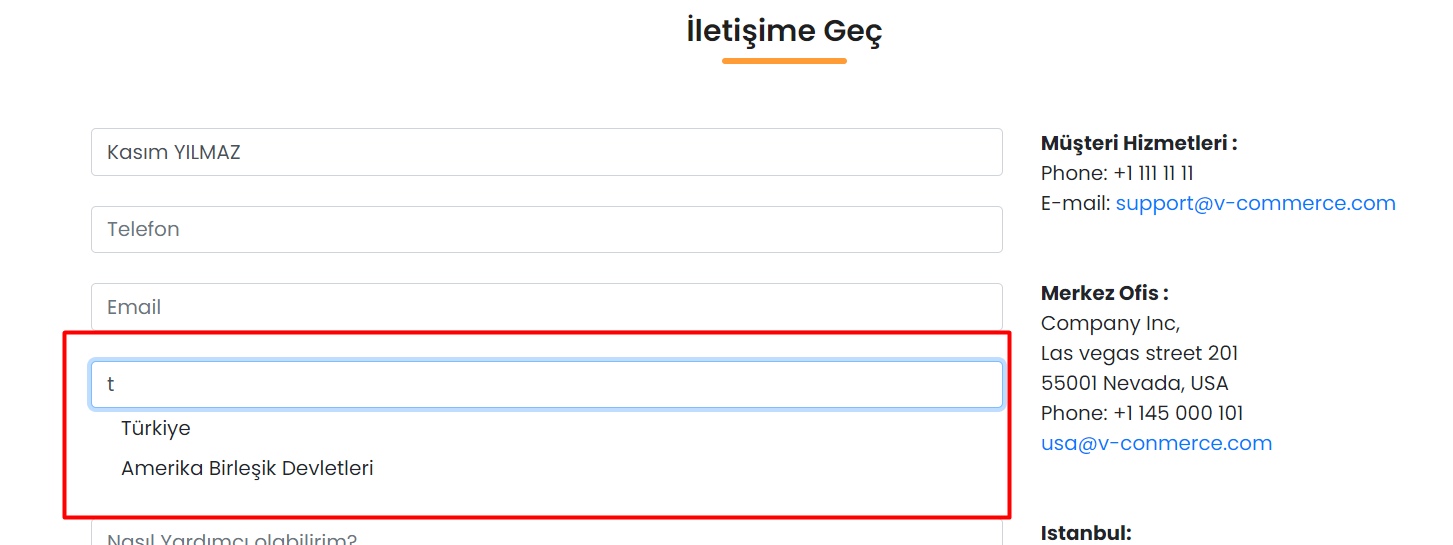 İletişime Geç
Kasım YILMAZ
Telefon
Email
t
Türkiye
Amerika Birleşik Devletleri
Nasıl Yardımcı olabilirim?
Müşteri Hizmetleri :
Phone: +1 111 11 11
E-mail: support@v-commerce.com
Merkez Ofis :
Company Inc,
Las vegas street 201
55001 Nevada, USA
Phone: +1 145 000 101
usa@v-conmerce.com
Istanbul: